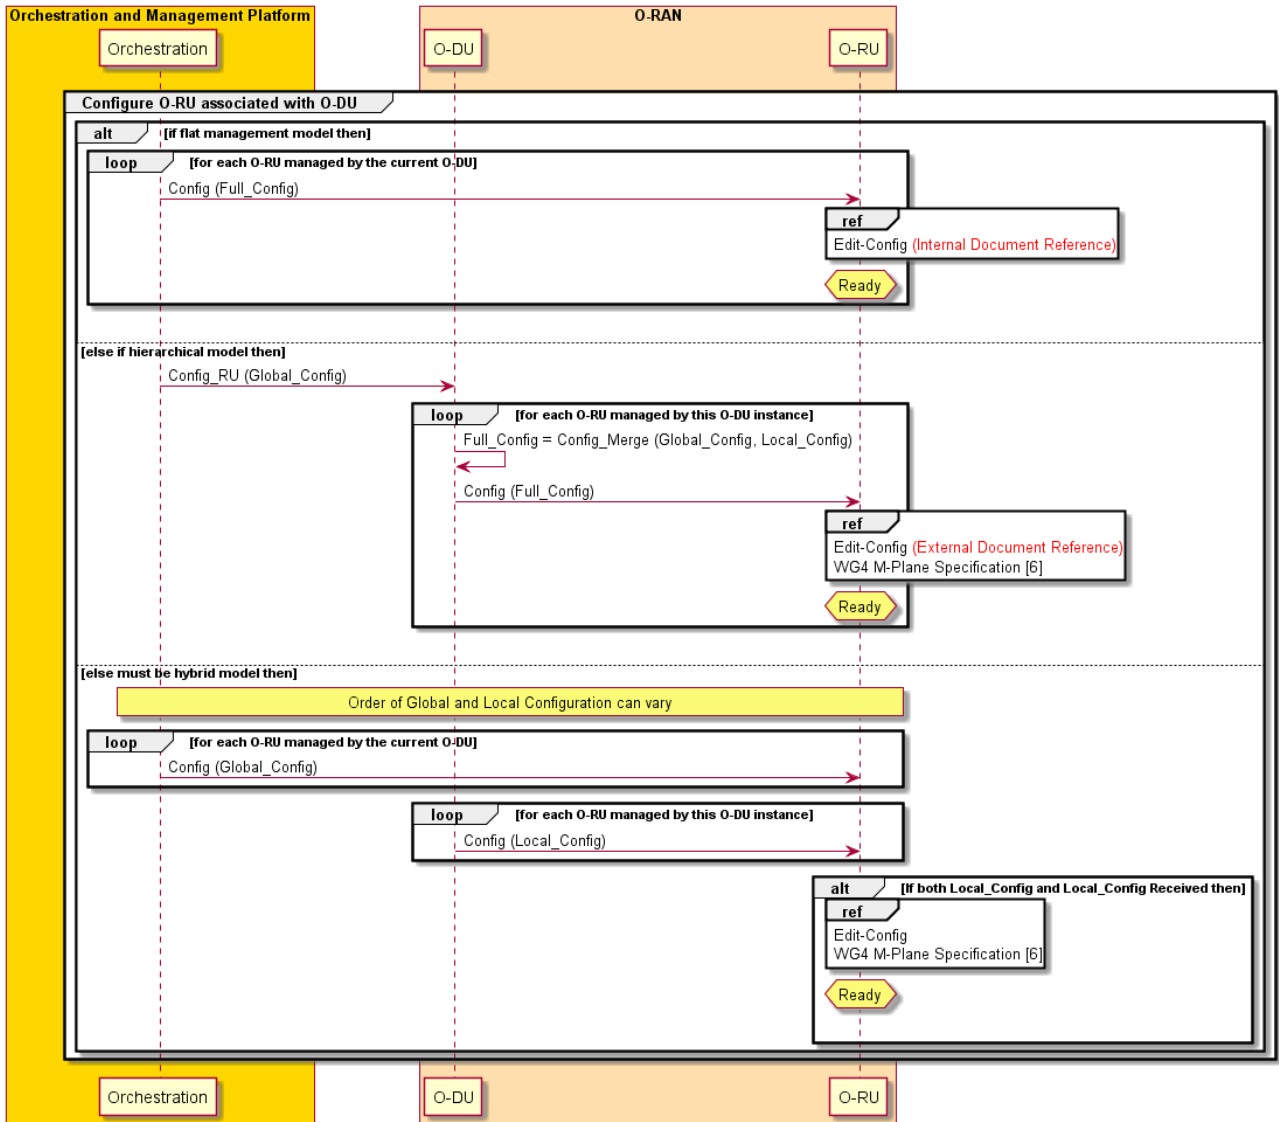 Orchestration and Management Platform
O-RAN
Orchestration
O-DU
O-RU
Configure O-RU associated with O-DU
alt
[if flat management model then]
loop
[for each O-RU managed by the current O-DU]
Config (Full_Config)
ref
Edit-Config (Internal Document Reference)
Ready
[else if hierarchical model then]
Config_RU (Global_Config)
loop
[for each O-RU managed by this O-DU instance]
Full_Config = Config_Merge (Global_Config, Local_Config)
Config (Full_Config)
ref
Edit-Config (External Document Reference)
WG4 M-Plane Specification [6]
Ready
[else must be hybrid model then]
Order of Global and Local Configuration can vary
loop
[for each O-RU managed by the current O-DU]
Config (Global_Config)
loop
[for each O-RU managed by this O-DU instance]
Config (Local_Config)
alt
[If both Local_Config and Local_Config Received then]
ref
Edit-Config
WG4 M-Plane Specification [6]
Ready
Orchestration
O-DU
O-RU